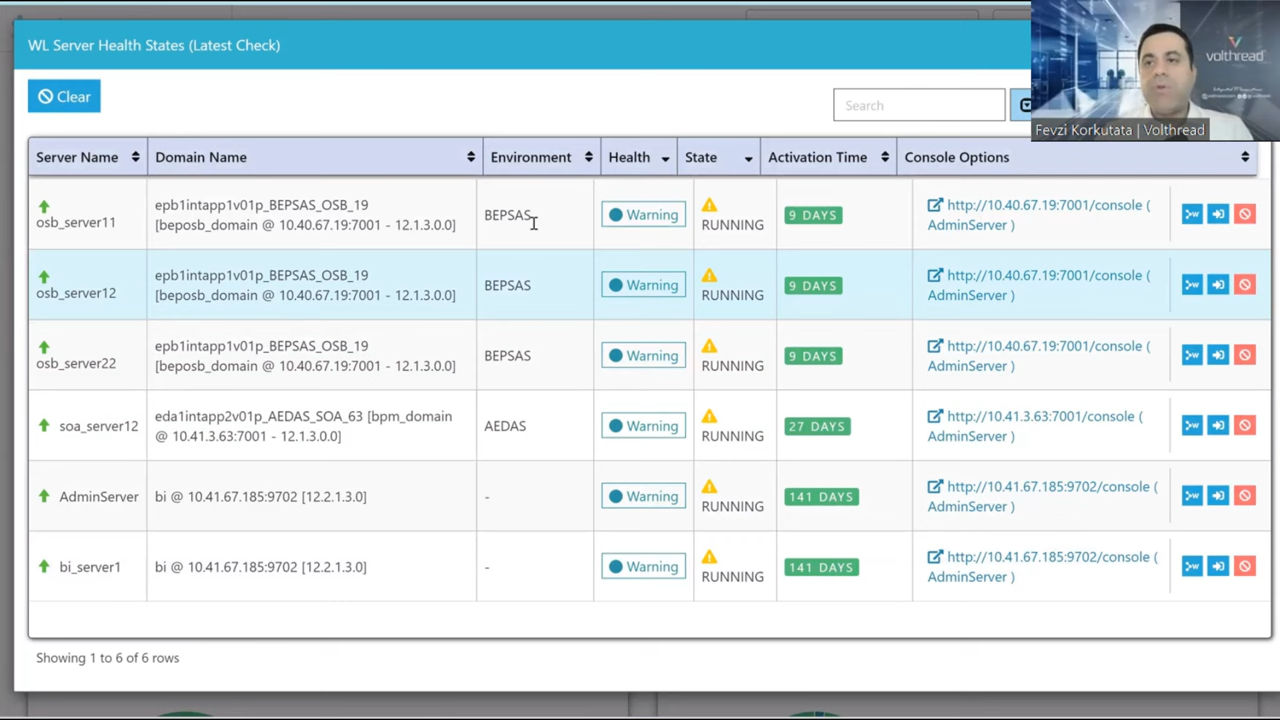 WL Server Health States (Latest Check)
Clear
Search
volthread
Fevzi Korkutata | Volthread
Server Name Domain Name Environment Health State Activation Time Console Options
osb_server11
epb1intapp1v01p_BEPSAS_OSB_19
[beposb_domain @ 10.40.67.19:7001 - 12.1.3.0.0]
BEPSAS
Warning
RUNNING
9 DAYS
http://10.40.67.19:7001/console (
AdminServer )
osb_server12
epb1intapp1v01p_BEPSAS_OSB_19
[beposb_domain @ 10.40.67.19:7001 - 12.1.3.0.0]
BEPSAS
Warning
RUNNING
9 DAYS
http://10.40.67.19:7001/console (
AdminServer )
osb_server22
epb1intapp1v01p_BEPSAS_OSB_19
[beposb_domain @ 10.40.67.19:7001 - 12.1.3.0.0]
BEPSAS
Warning
RUNNING
9 DAYS
http://10.40.67.19:7001/console (
AdminServer )
soa_server12
eda1intapp2v01p_AEDAS_SOA_63 [bpm_domain
@ 10.41.3.63:7001 - 12.1.3.0.0]
AEDAS
Warning
RUNNING
27 DAYS
http://10.41.3.63:7001/console (
AdminServer )
AdminServer
bi @ 10.41.67.185:9702 [12.2.1.3.0]
-
Warning
RUNNING
141 DAYS
http://10.41.67.185:9702/console (
AdminServer )
bi_server1
bi @ 10.41.67.185:9702 [12.2.1.3.0]
-
Warning
RUNNING
141 DAYS
http://10.41.67.185:9702/console (
AdminServer )
Showing 1 to 6 of 6 rows